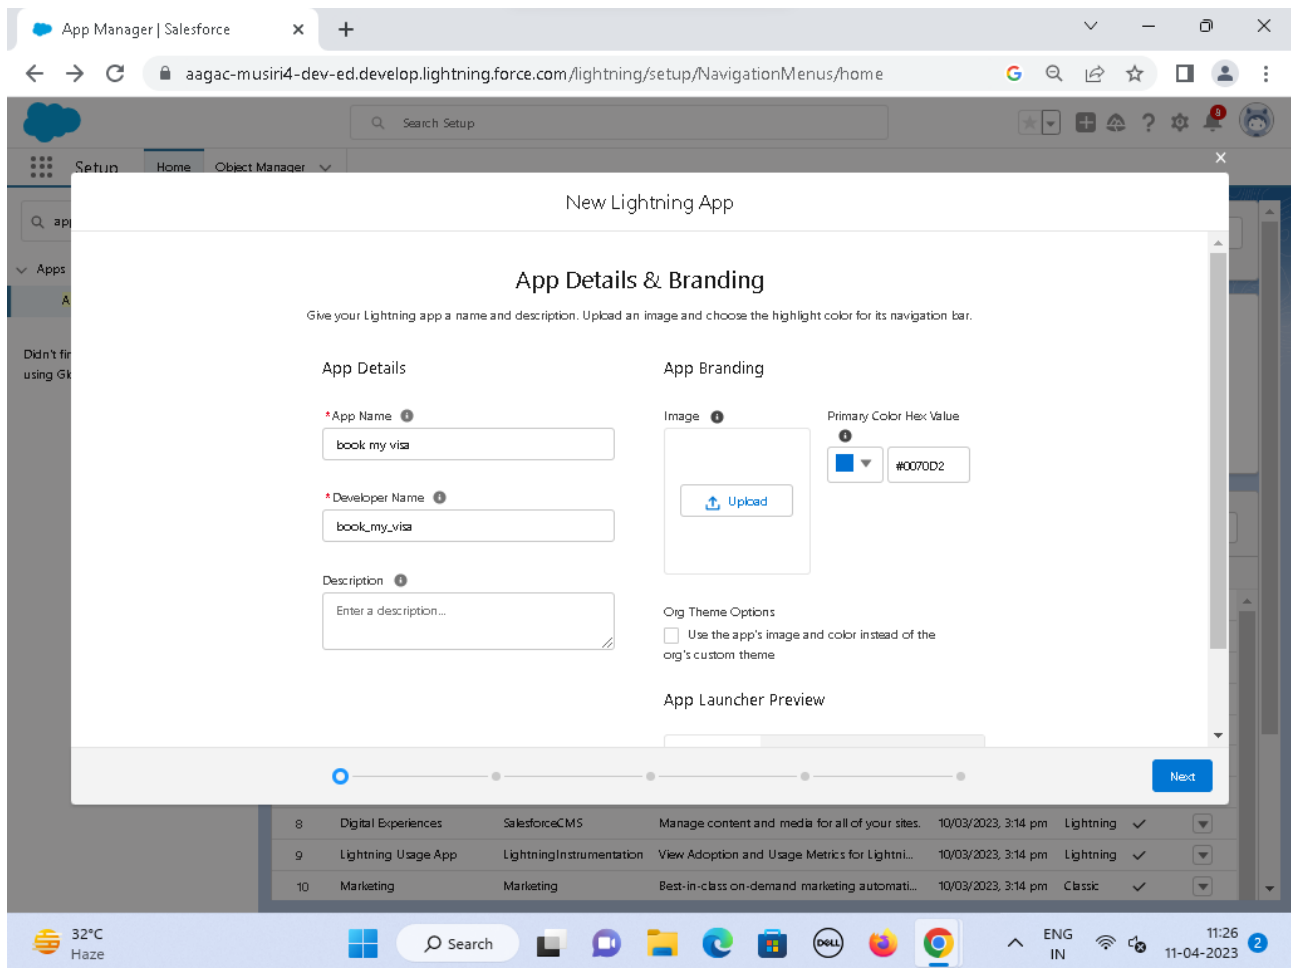 App Manager | Salesforce
aagac-musiri4-dev-ed.develop.lightning.force.com/lightning/setup/NavigationMenus/home
Search Setup
8
Setup Home Object Manager
New Lightning App
app
Apps
A
App Details & Branding
Give your Lightning app a name and description. Upload an image and choose the highlight color for its navigation bar.
Didn't fin
using Gl
App Details App Branding
*App Name Image Primary Color Hex Value
book my visa
#0070D2
*Developer Name Upload
book_my_visa
Description
Enter a description...
Org Theme Options
Use the app's image and color instead of the
org's custom theme
App Launcher Preview
Next
8 Digital Experiences SalesforceCMS Manage content and media for all of your sites. 10/03/2023, 3:14 pm Lightning
9 Lightning Usage App LightningInstrumentation View Adoption and Usage Metrics for Lightni... 10/03/2023, 3:14 pm Lightning
10 Marketing Marketing Best-in-class on-demand marketing automati... 10/03/2023, 3:14 pm Classic
32°C
Haze
Search
DELL
ENG
IN
11:26
11-04-2023
2